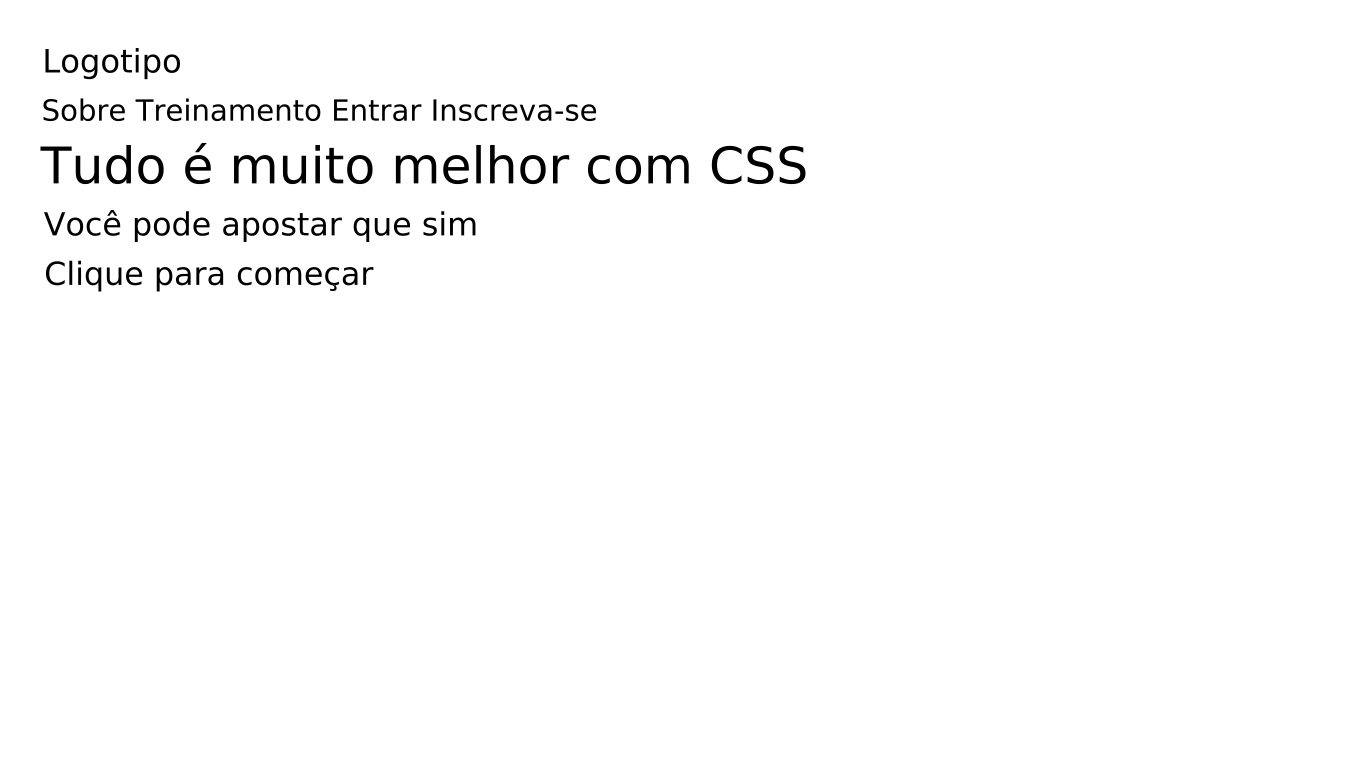 Logotipo
Sobre Treinamento Entrar Inscreva-se
Tudo é muito melhor com CSS
Você pode apostar que sim
Clique para começar